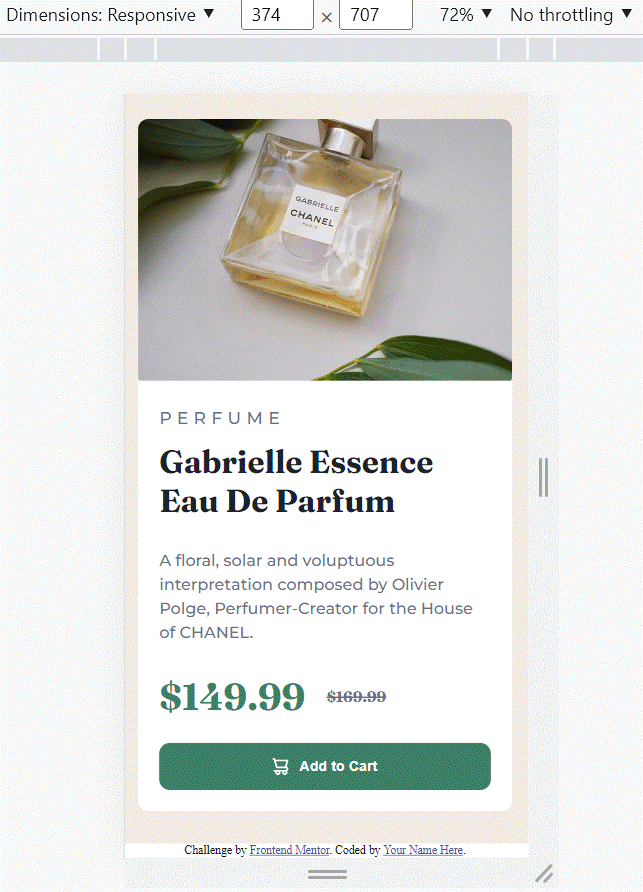 Dimensions: Responsive ▼ 374 × 707 72% ▼ No throttling ▼
GABRIELLE
CHANEL
PARIS
PERFUME
Gabrielle Essence
Eau De Parfum
A floral, solar and voluptuous
interpretation composed by Olivier
Polge, Perfumer-Creator for the House
of CHANEL.
$149.99 $169.99
Add to Cart
Challenge by Frontend Mentor. Coded by Your Name Here.